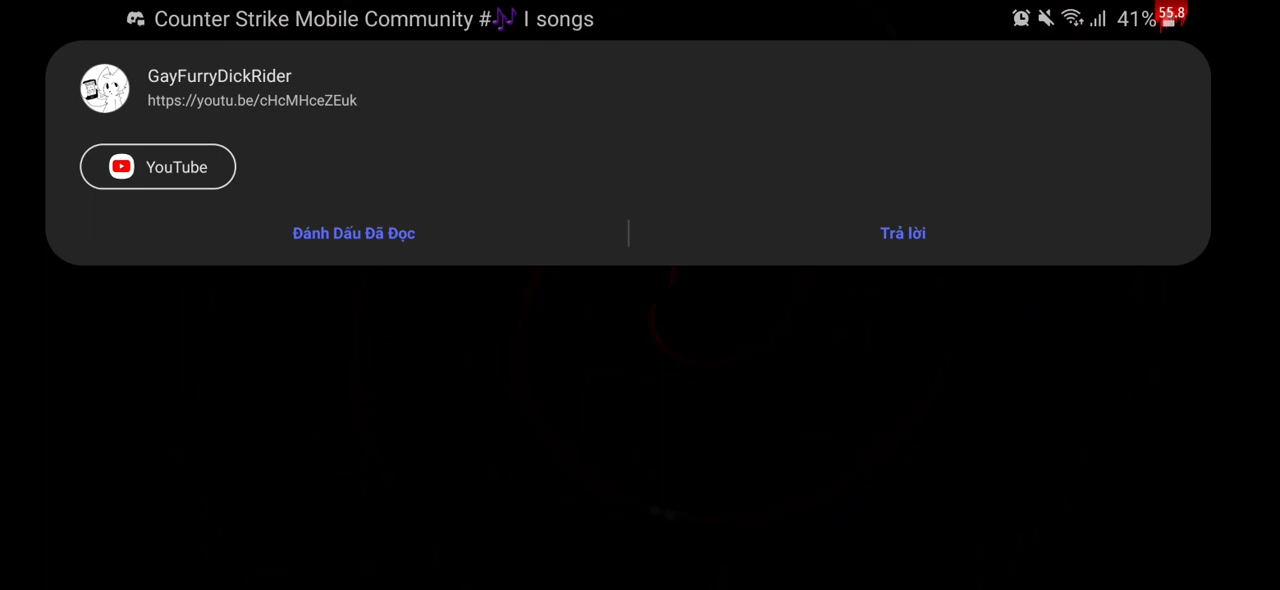 Counter Strike Mobile Community #🎶 I songs
41%
55.8
GayFurryDickRider
https://youtu.be/cHcMHceZEuk
YouTube
Đánh Dấu Đã Đọc
Trả lời